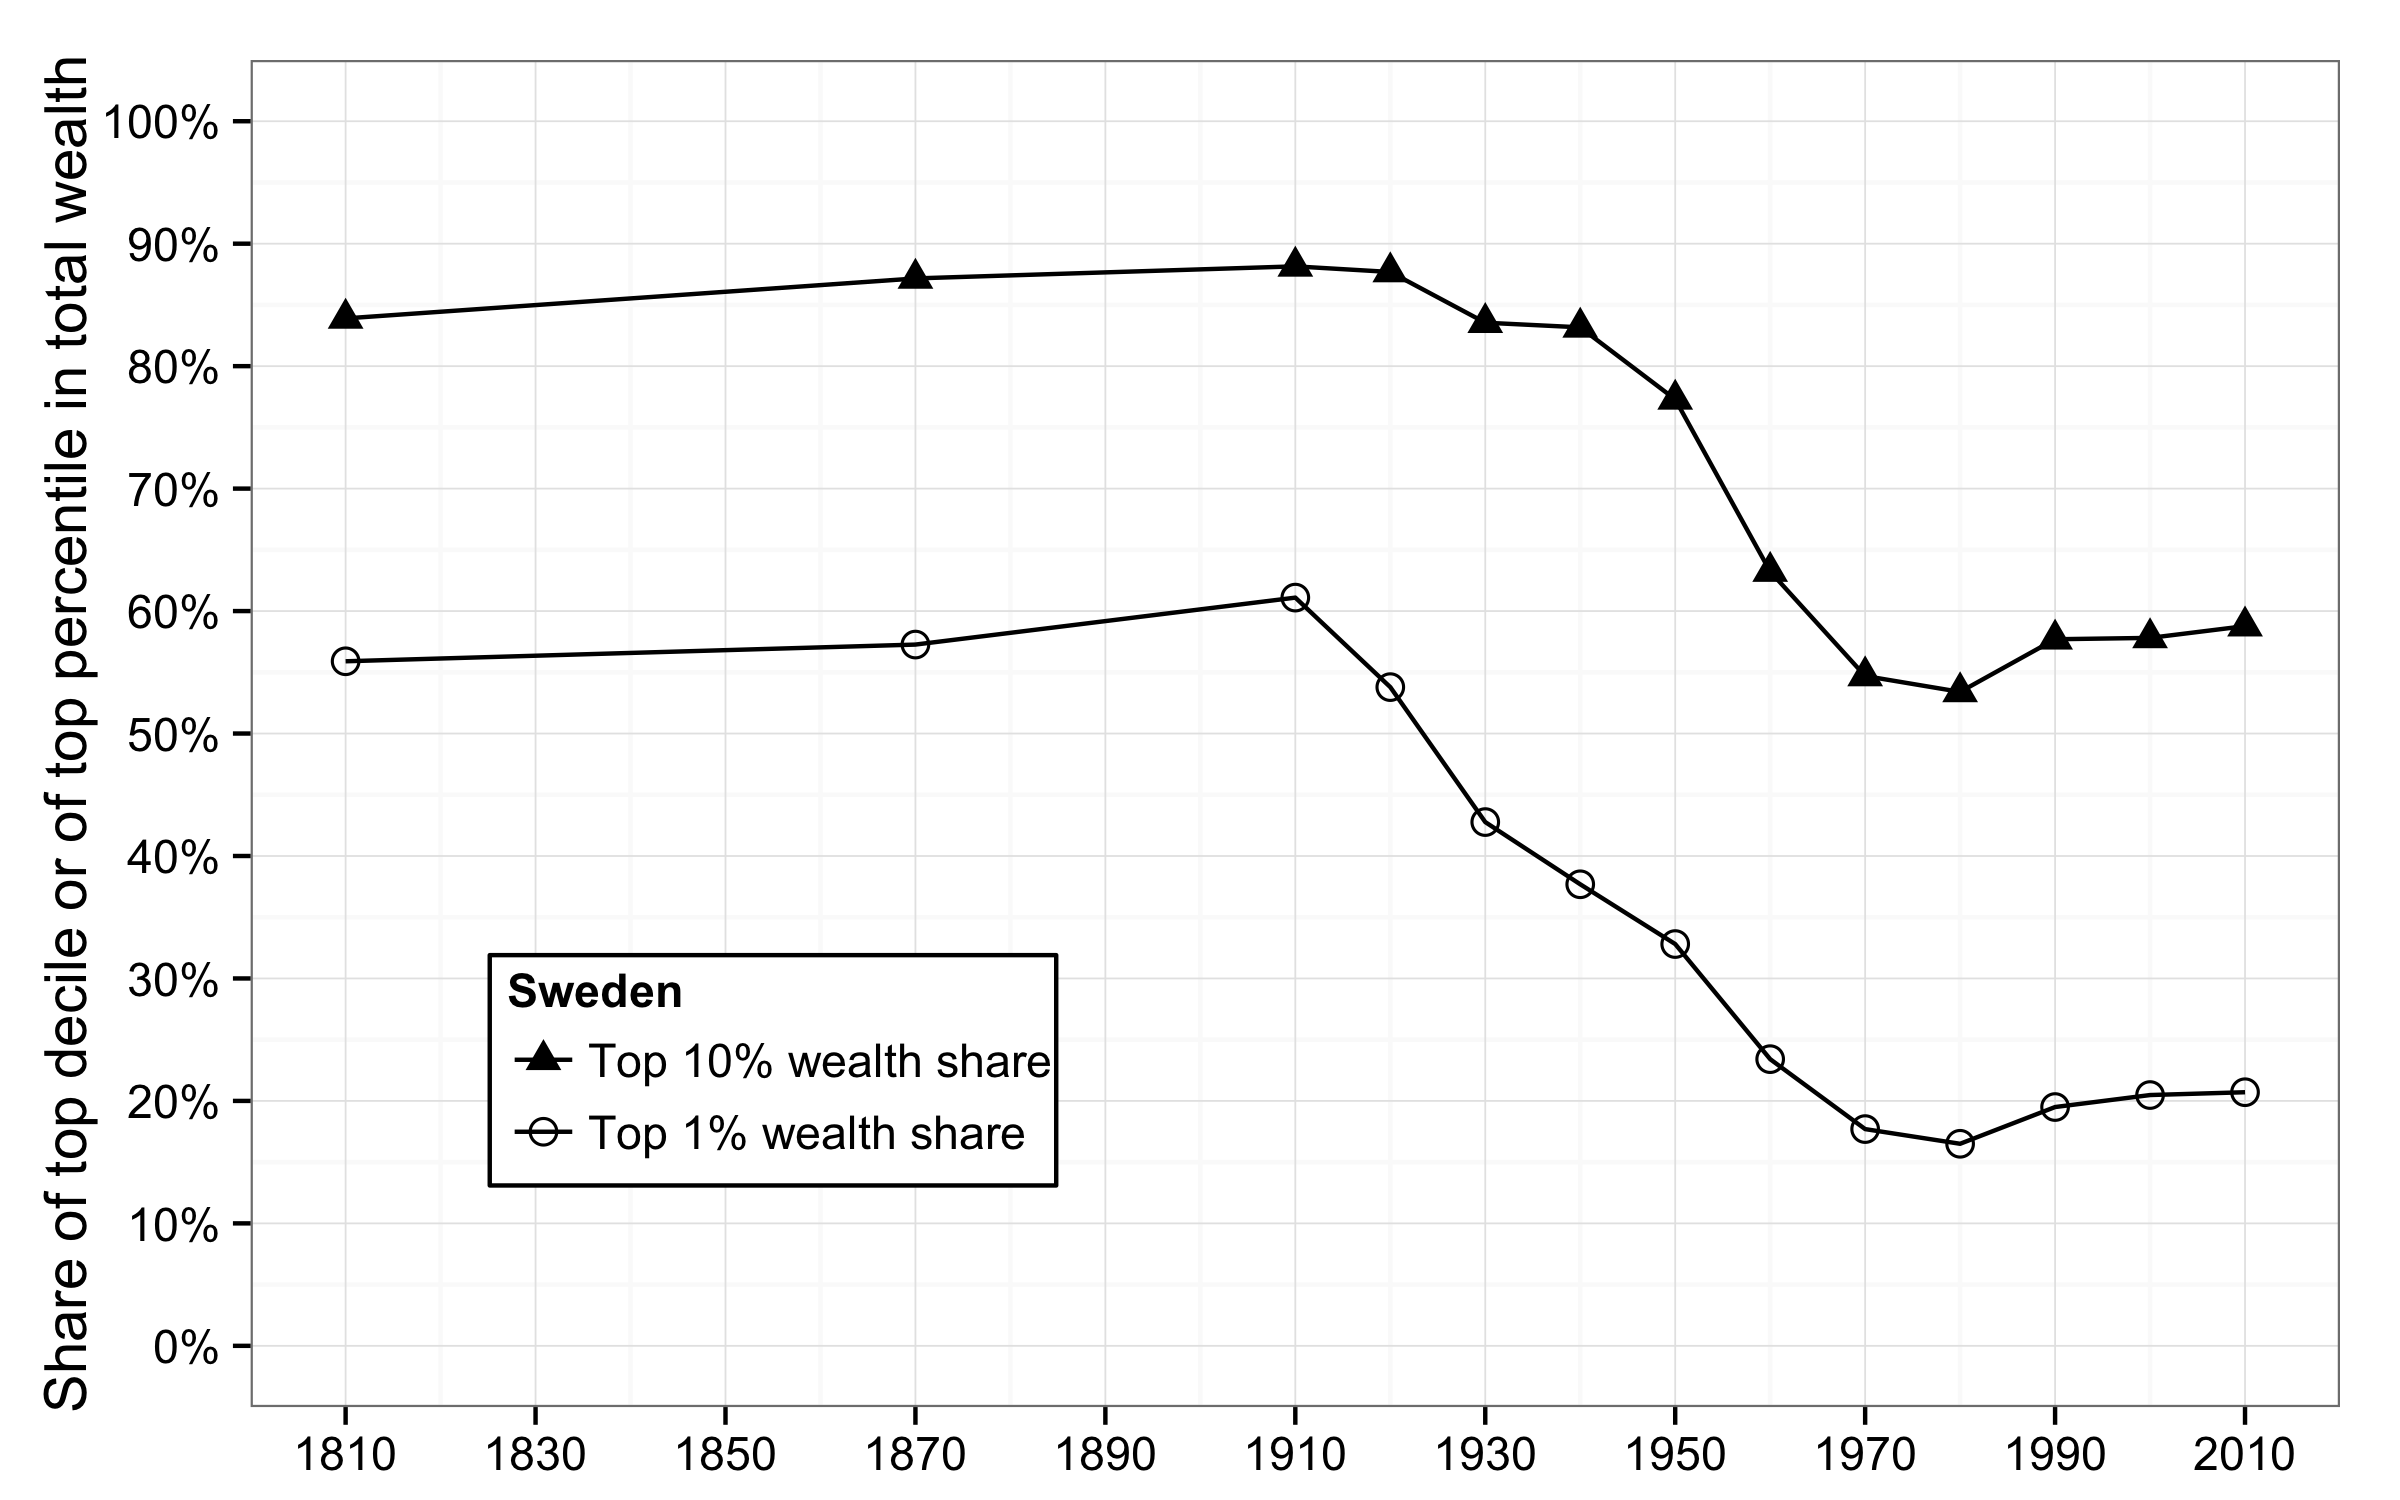 Share of top decile or of top percentile in total wealth
100%
90%
80%
70%
60%
50%
40%
30%
20%
10%
0%
Sweden
Top 10% wealth share
Top 1% wealth share
1810 1830 1850 1870 1890 1910 1930 1950 1970 1990 2010